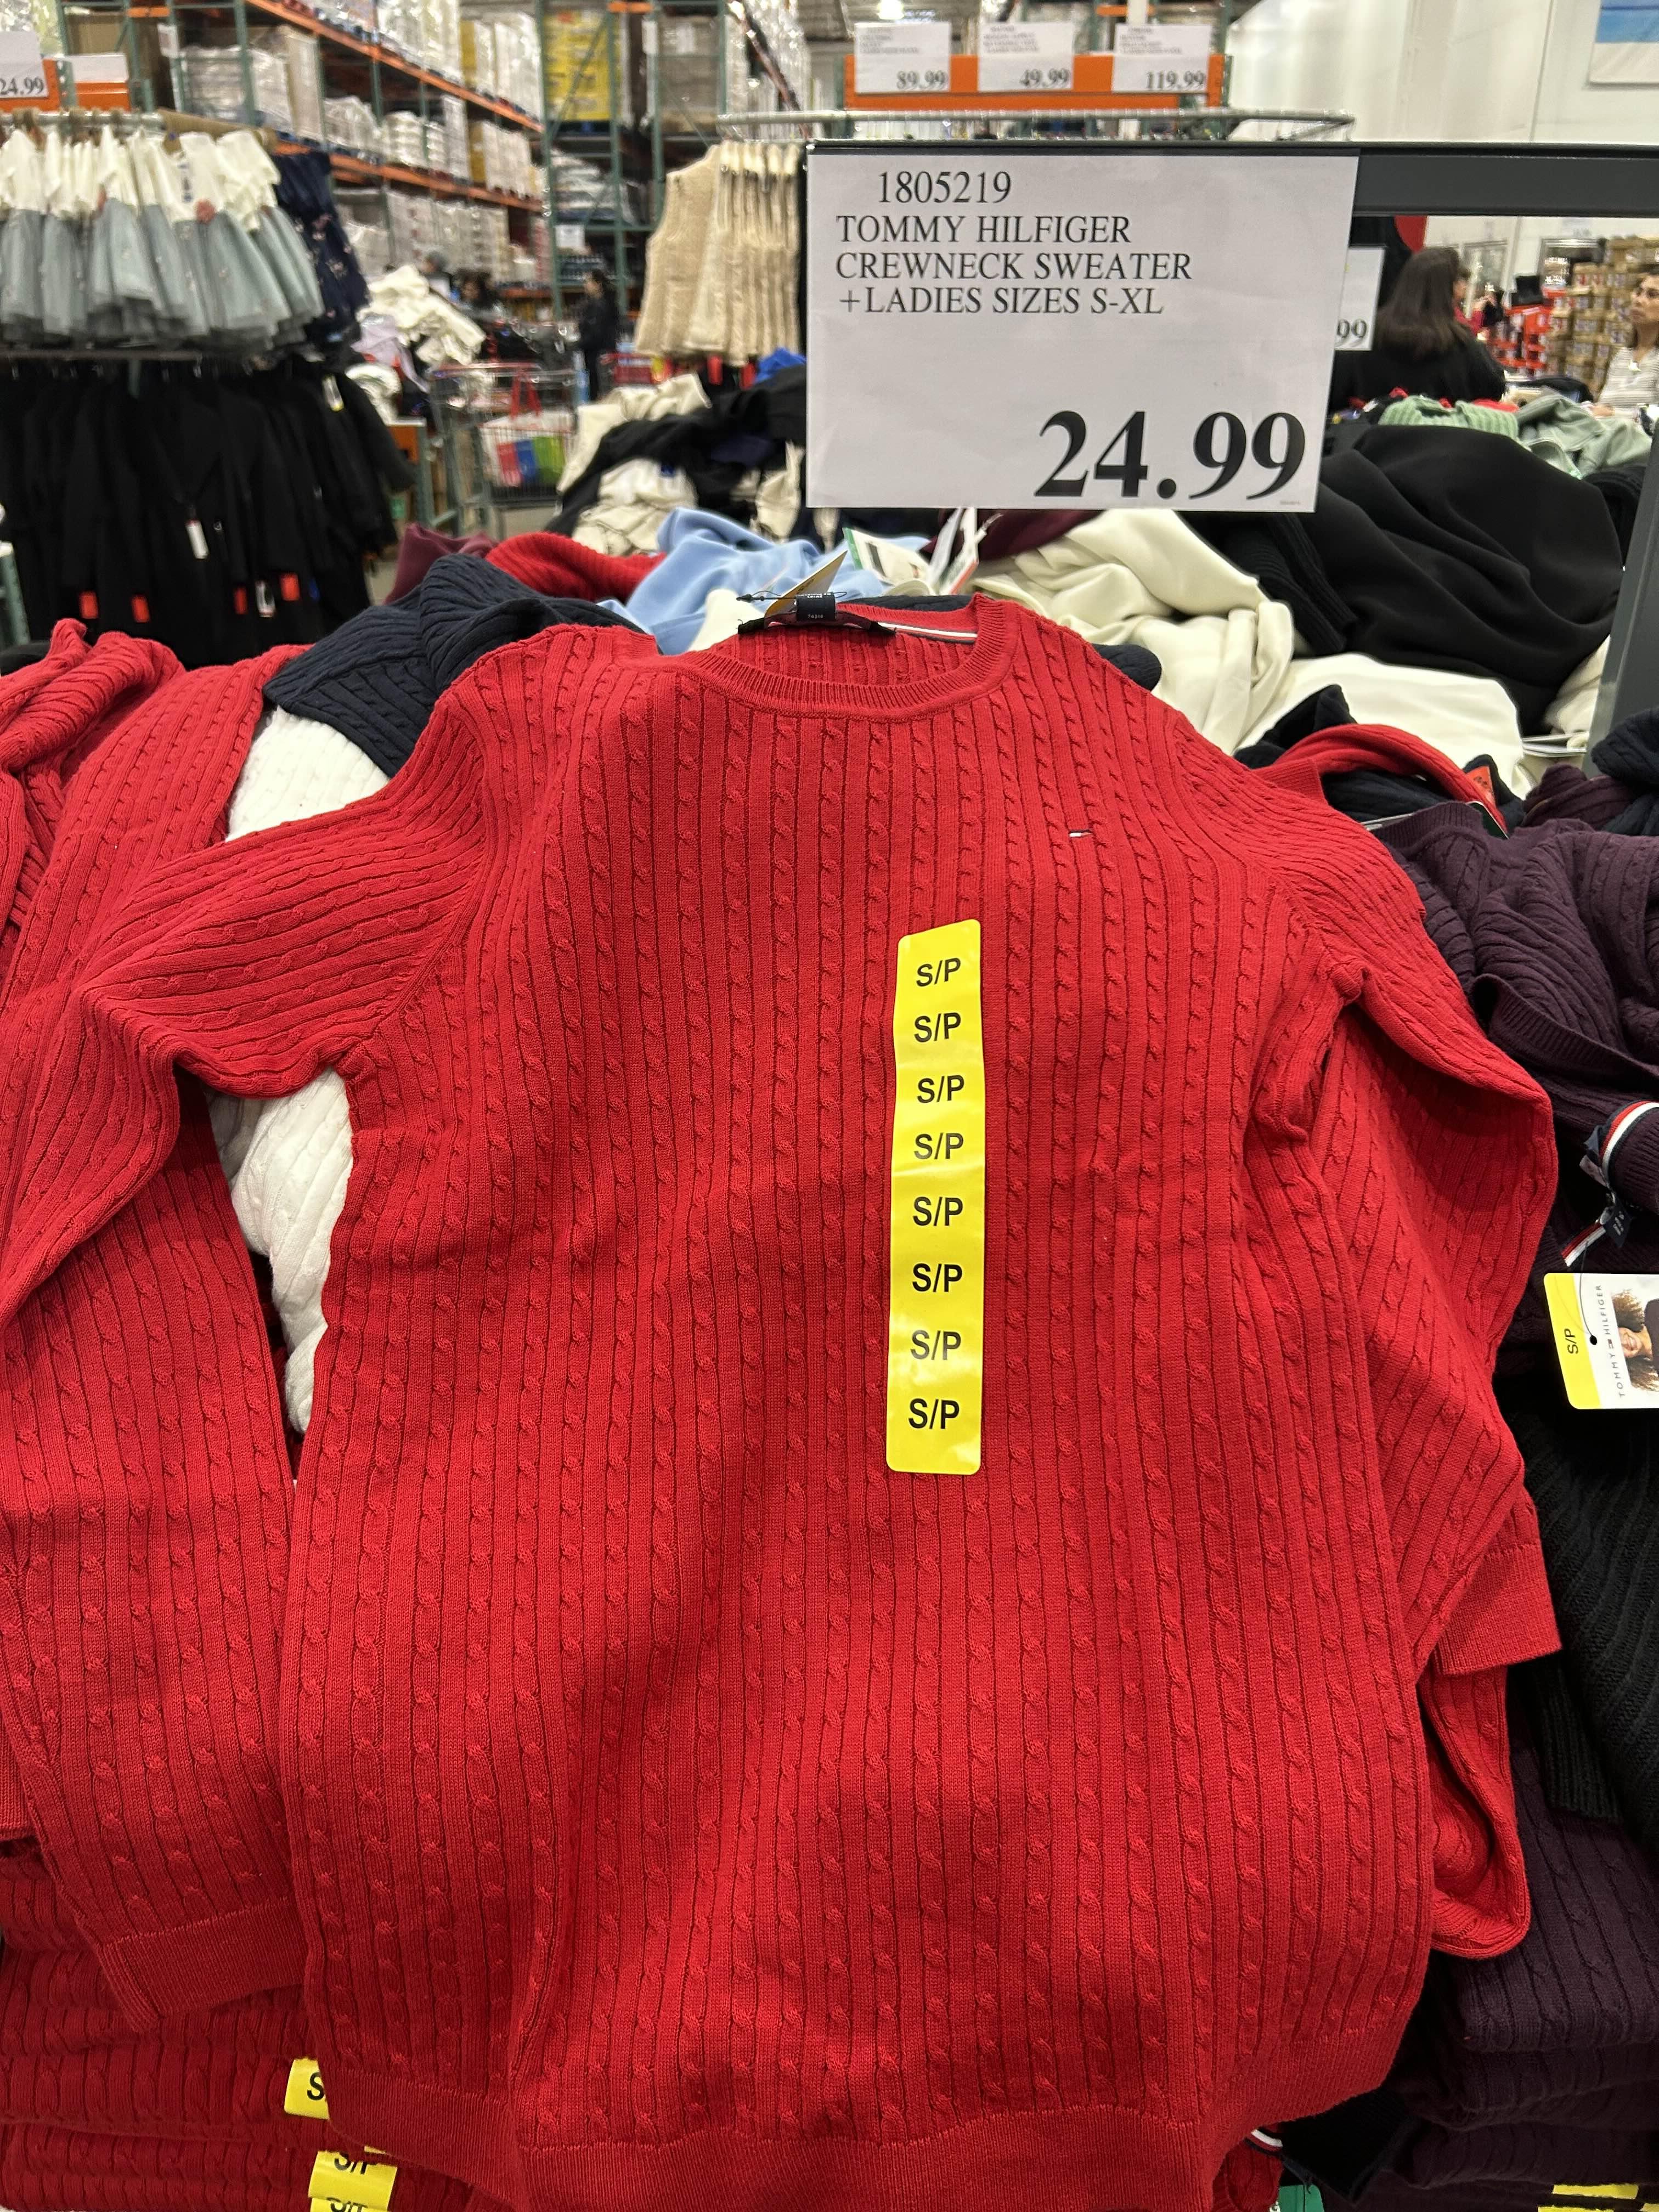 24.99
89.99
49.99
119.99
1805219
TOMMY HILFIGER
CREWNECK SWEATER
+LADIES SIZES S-XL
24.99
99
S/P
S/P
S/P
S/P
S/P
S/P
S/P
S/P
S/P
TOMMY HILFIGER
S
S/P